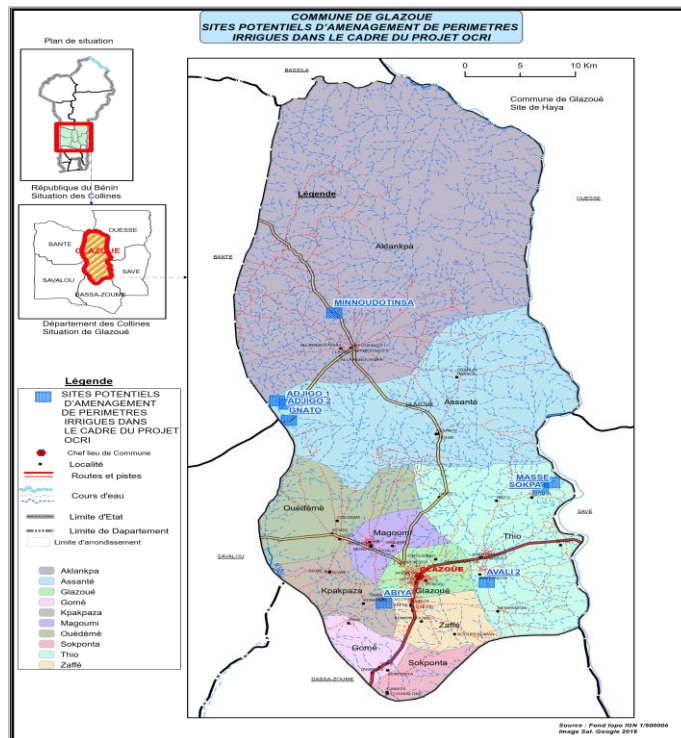 COMMUNE DE GLAZOUE
SITES POTENTIELS D'AMENAGEMENT DE PERIMETRES
IRRIGUES DANS LE CADRE DU PROJET OCRI
Plan de situation
République du Bénin
Situation des Collines
BANTE
OUESSE
GLAZOUE
SAVALOU
SAVE
DASSA-ZOUME
Département des Collines
Situation de Glazoué
Légende
SITES POTENTIELS
D'AMENAGEMENT
DE PERIMETRES
IRRIGUES DANS
LE CADRE DU PROJET
OCRI
Chef lieu de Commune
Localité
Routes et pistes
Cours d'eau
Limite d'Etat
Limite de Departament
Limite d'arrondissement
Aklankpa
Assanté
Glazoué
Gomè
Kpakpaza
Magoumi
Ouèdèmè
Sokponta
Thio
Zaffé
BASSILA
0 5 10 Km
Commune de Glazoué
Site de Haya
OUESSE
Légende
Aklankpa
BANTE
MINNOUDOTINSA
ADJIGO 1
ADJIGO 2
GNATO
GLAZOUE
Assanté
MASSE
SOKPA
SAVE
Ouèdèmè
Magoumi
Thio
SAVALOU
GLAZOUE
AVALI 2
Kpakpaza
Glazoué
ABIYA
Zaffé
Gomè
Sokponta
DASSA-ZOUME
Source : Fond topo IGN 1/50000è
Image Sat. Google 2016